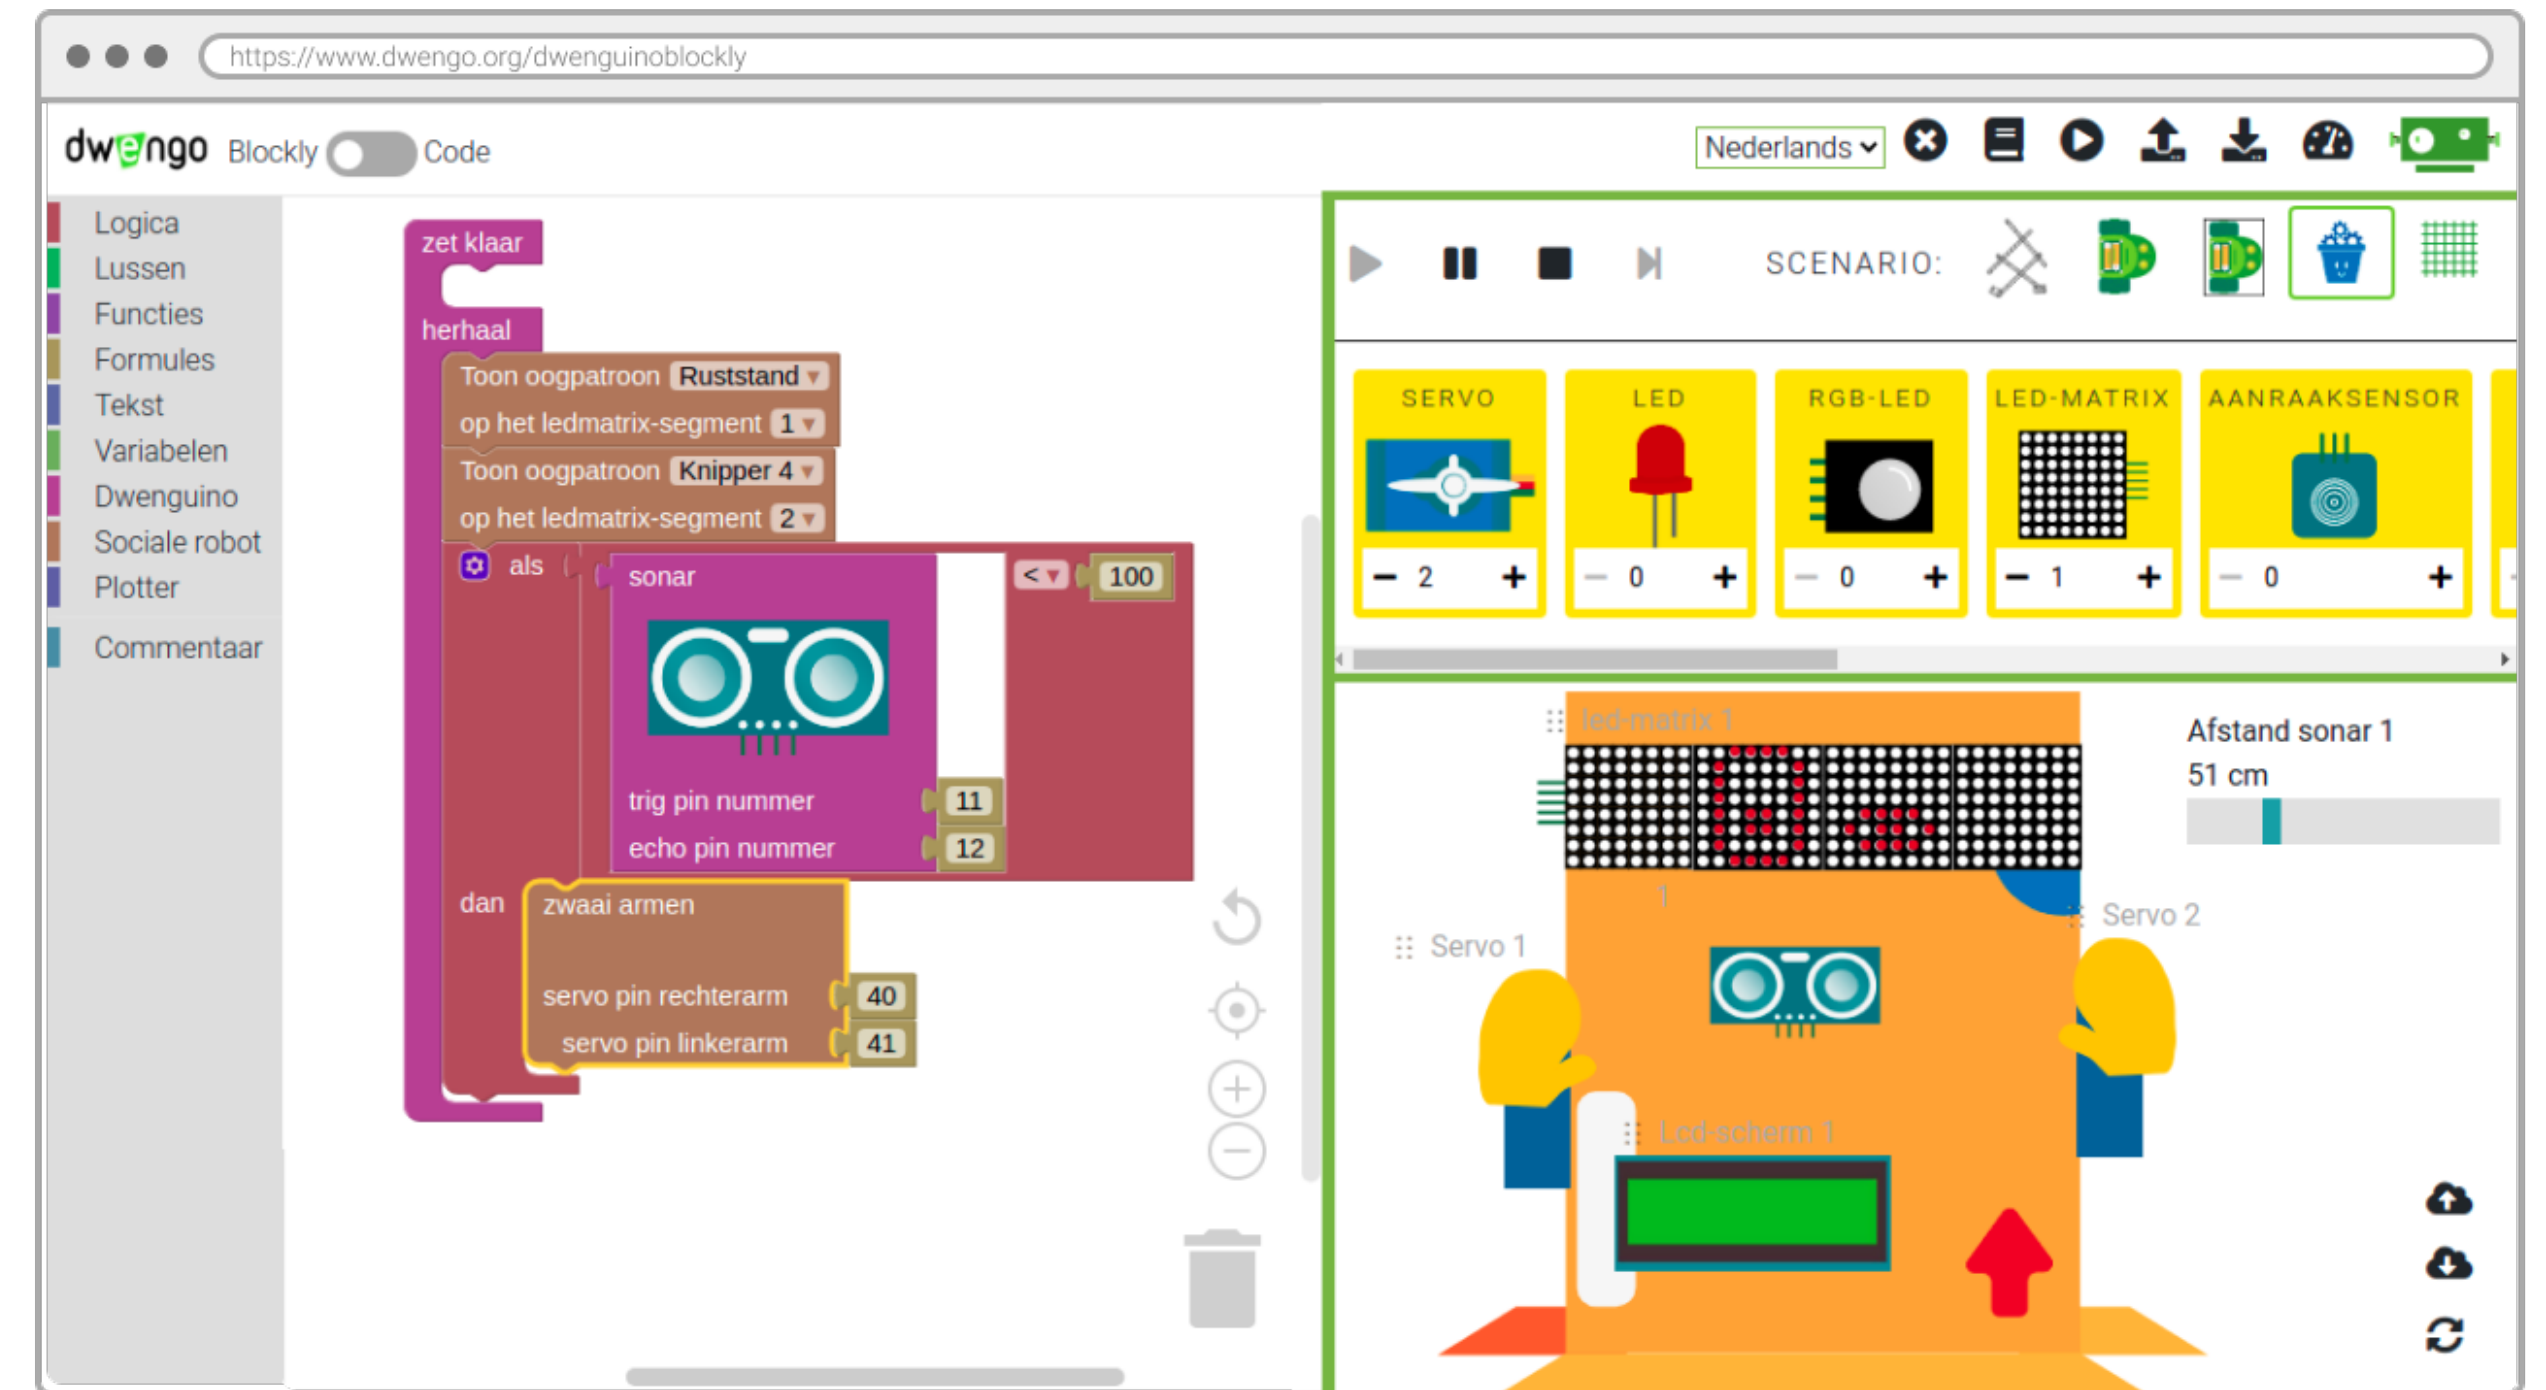 https://www.dwengo.org/dwenguinoblockly
dwengo Blockly Code
Nederlands
Logica
Lussen
Functies
Formules
Tekst
Variabelen
Dwenguino
Sociale robot
Plotter
Commentaar
zet klaar
herhaal
Toon oogpatroon Ruststand
op het ledmatrix-segment 1
Toon oogpatroon Knipper 4
op het ledmatrix-segment 2
als sonar < 100
trig pin nummer 11
echo pin nummer 12
dan zwaai armen
servo pin rechterarm 40
servo pin linkerarm 41
SCENARIO:
SERVO LED RGB-LED LED-MATRIX AANRAAKSENSOR
2 0 0 1 0
led-matrix 1
Afstand sonar 1
51 cm
1
Servo 2
Servo 1
Lcd-scherm 1